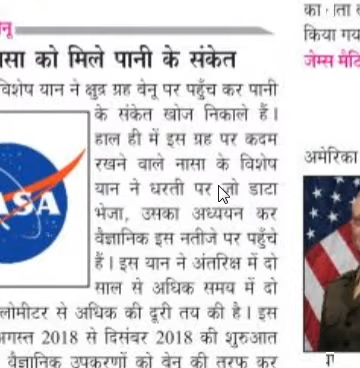 नू
सा को मिले पानी के संकेत
विशेष यान ने क्षुद्र ग्रह वेनू पर पहुँच कर पानी
के संकेत खोज निकाले हैं।
हाल ही में इस ग्रह पर कदम
रखने वाले नासा के विशेष
यान ने धरती पर जो डाटा
भेजा, उसका अध्ययन कर
वैज्ञानिक इस नतीजे पर पहुंचे
हैं। इस यान ने अंतरिक्ष में दो
साल से अधिक समय में दो
लोमीटर से अधिक की दूरी तय की है। इस
अगस्त 2018 से दिसंबर 2018 की शुरुआत
वैज्ञानिक उपकरणों को वेनू की तरफ कर
SA
का
किया गय
जेम्स मैटि
अमेरिका